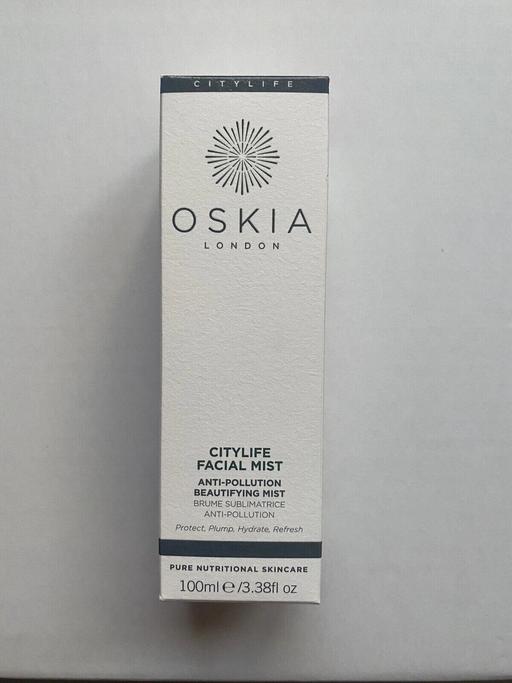 CITYLIFE
OSKIA
LONDON
CITYLIFE
FACIAL MIST
ANTI-POLLUTION
BEAUTIFYING MIST
BRUME SUBLIMATRICE
ANTI-POLLUTION
Protect, Plump, Hydrate, Refresh
PURE NUTRITIONAL SKINCARE
100ml ℮/3.38fl oz